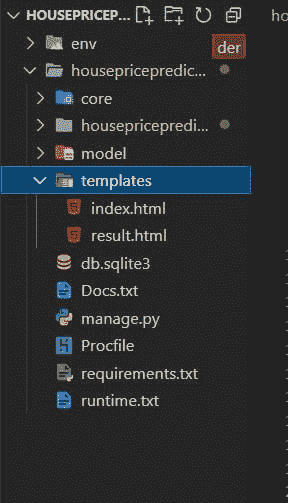 HOUSEPRICEP...
env
der
housepricepredic...
core
housepricepredi...
model
templates
index.html
result.html
db.sqlite3
Docs.txt
manage.py
Procfile
requirements.txt
runtime.txt